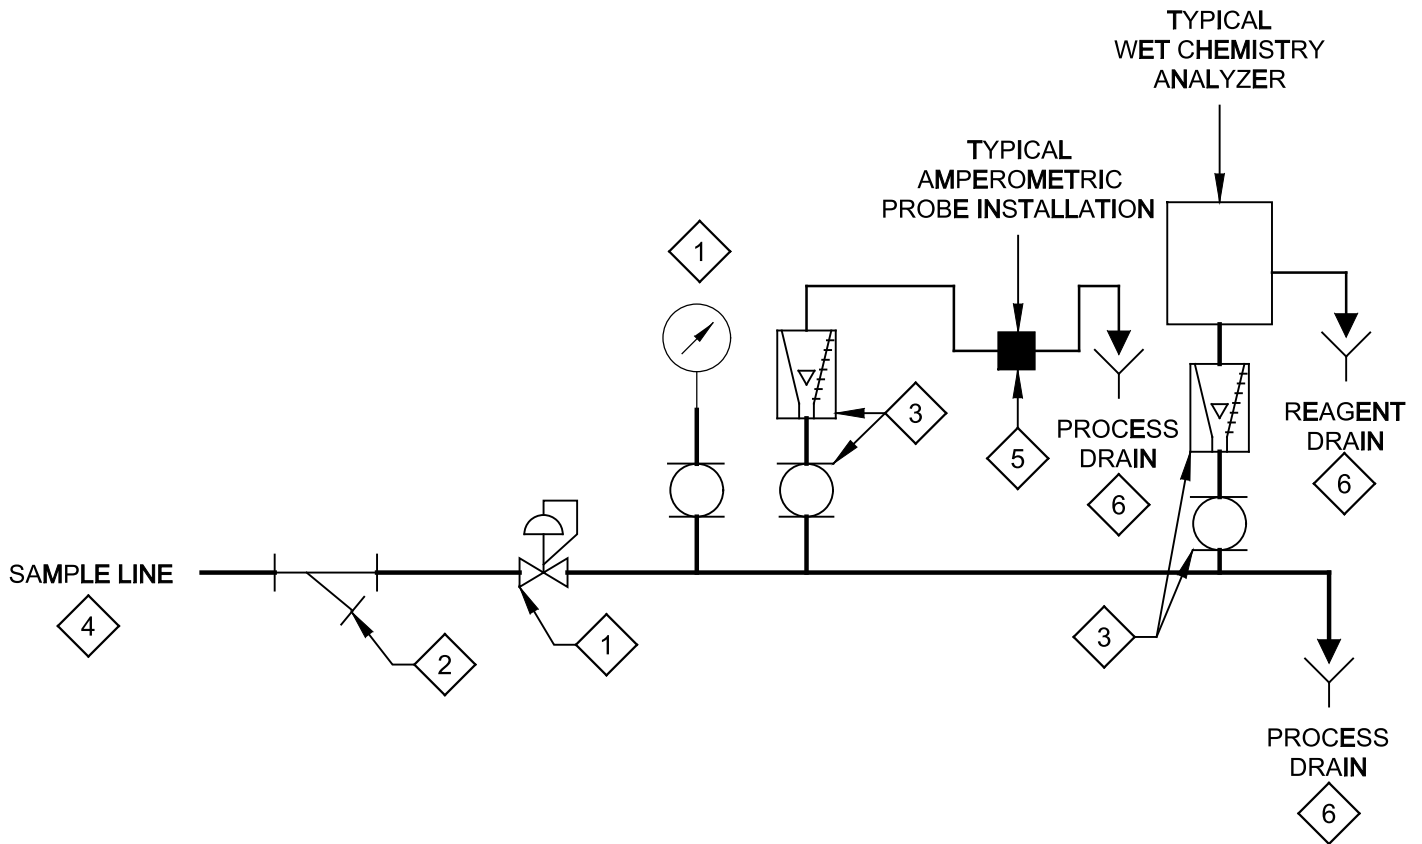 TYPICAL
WET CHEMISTRY
ANALYZER
TYPICAL
AMPEROMETRIC
PROBE INSTALLATION
1
3
5
PROCESS
DRAIN
6
REAGENT
DRAIN
6
SAMPLE LINE
4
2
1
3
PROCESS
DRAIN
6